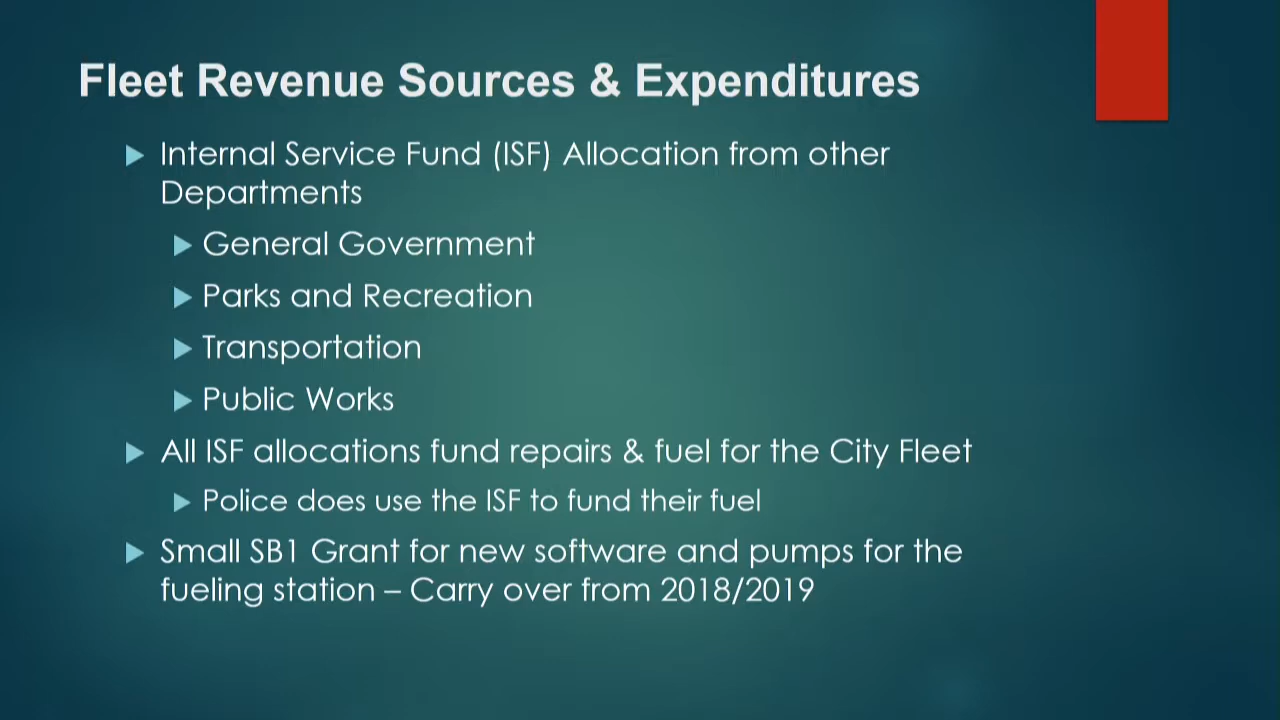 Fleet Revenue Sources & Expenditures
Internal Service Fund (ISF) Allocation from other
Departments
General Government
Parks and Recreation
Transportation
Public Works
All ISF allocations fund repairs & fuel for the City Fleet
Police does use the ISF to fund their fuel
Small SB1 Grant for new software and pumps for the
fueling station – Carry over from 2018/2019